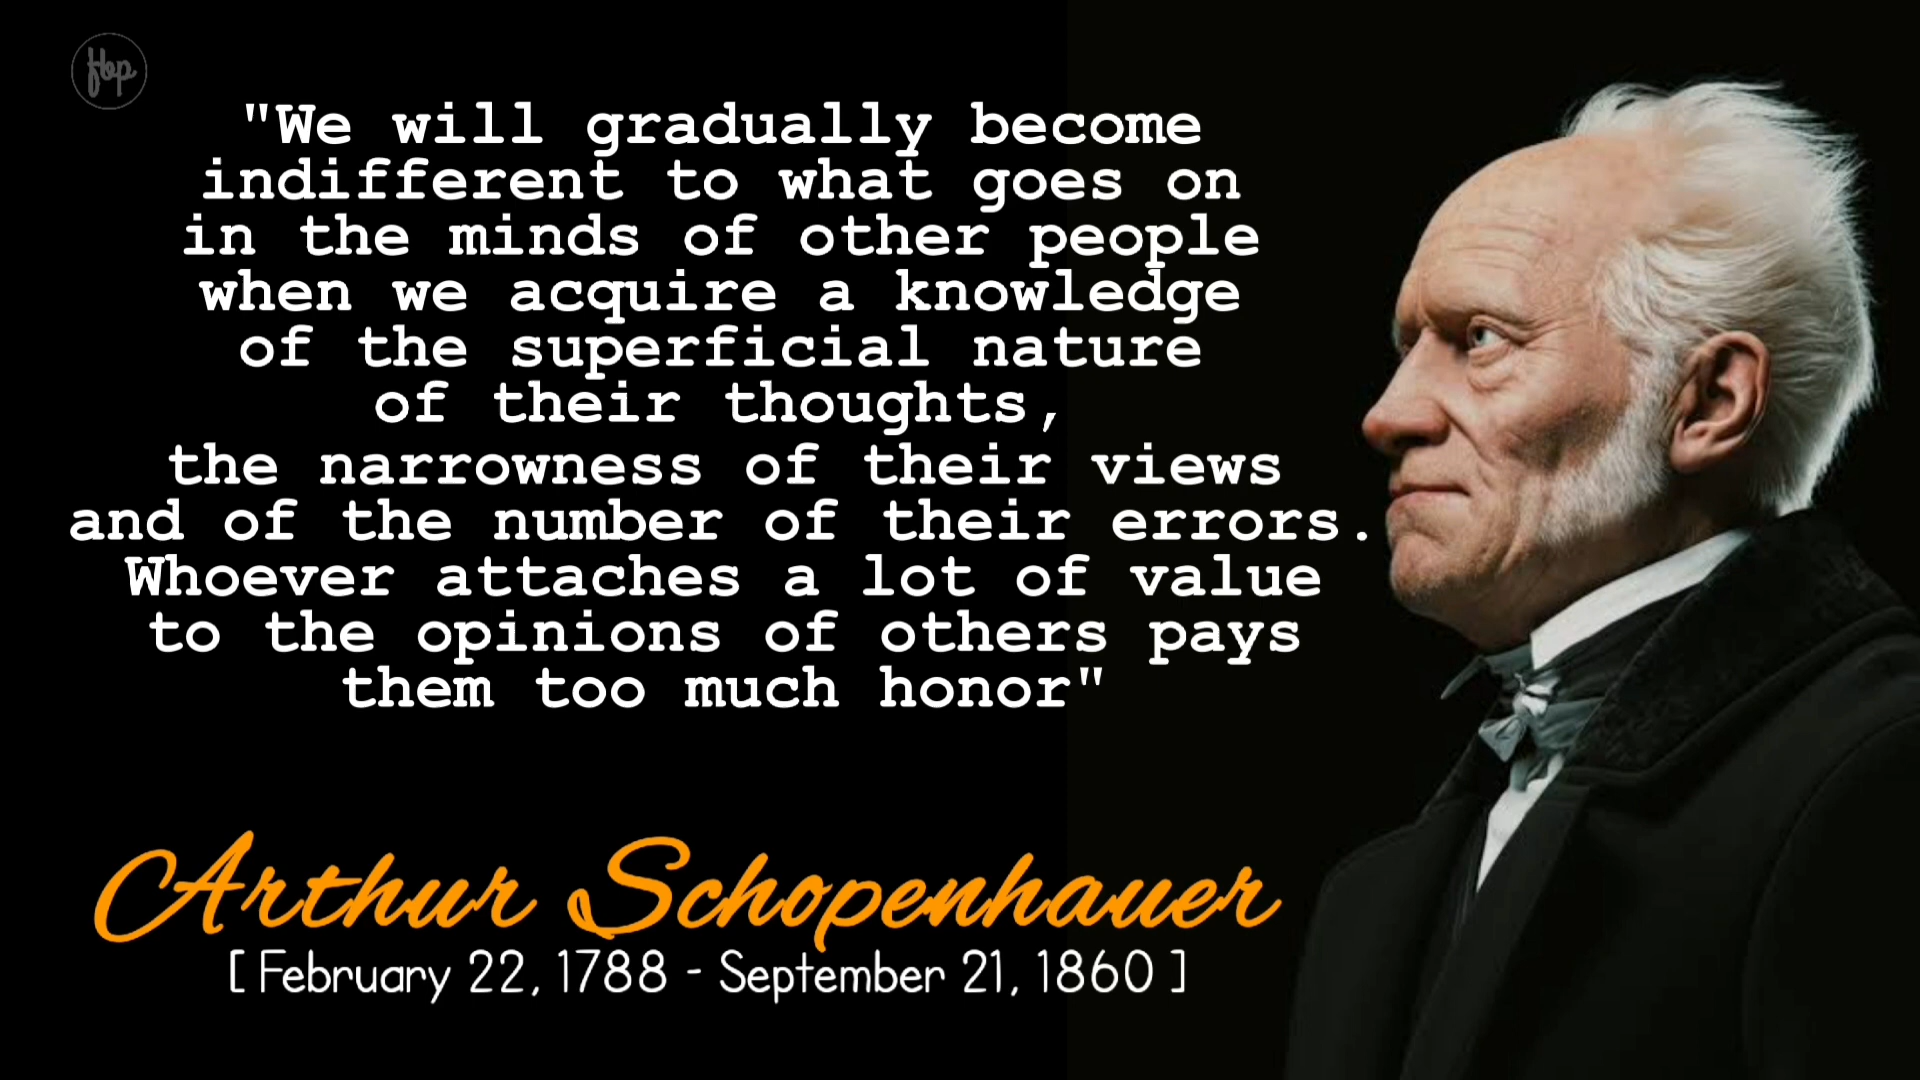 fbp
"We will gradually become
indifferent to what goes on
in the minds of other people
when we acquire a knowledge
of the superficial nature
of their thoughts,
the narrowness of their views
and of the number of their errors.
Whoever attaches a lot of value
to the opinions of others pays
them too much honor"
Arthur Schopenhauer
[ February 22, 1788 - September 21, 1860 ]